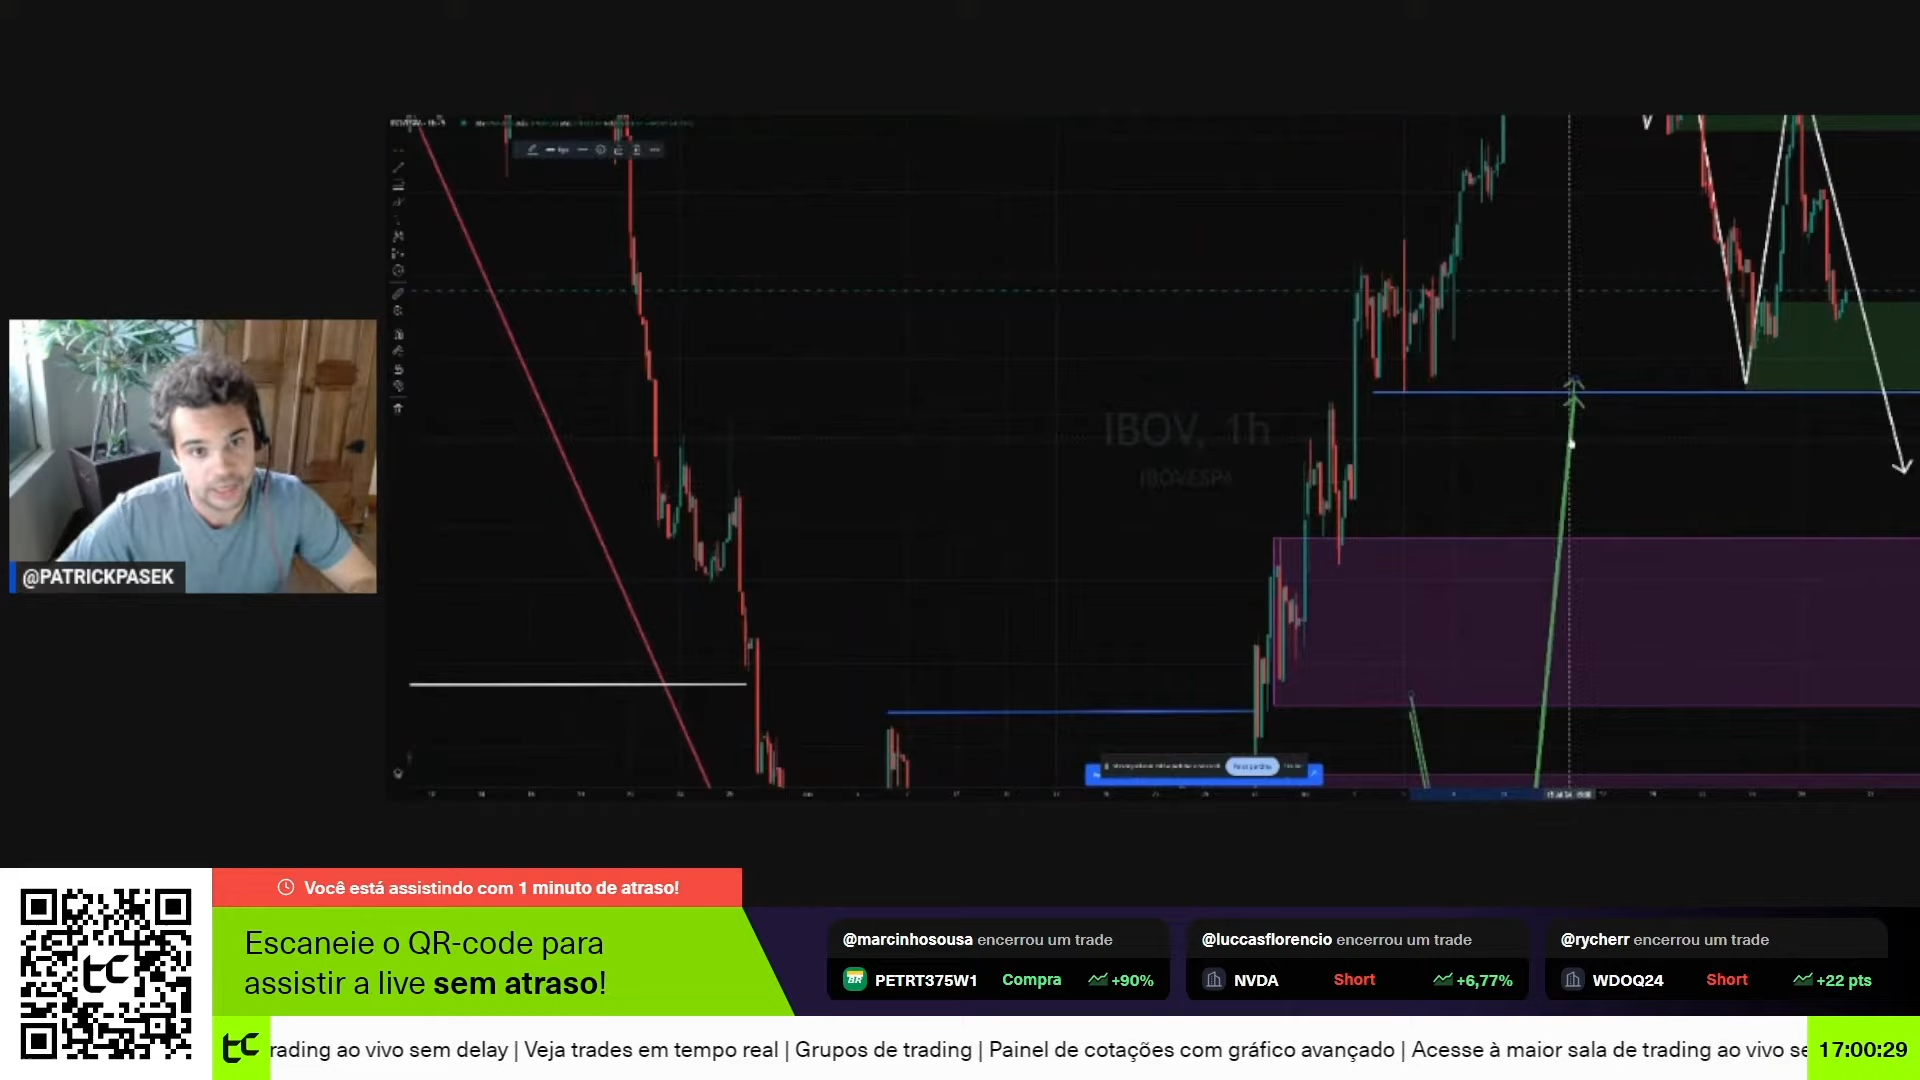 IBOV, 1h
IBOVESPA
@PATRICKPASEK
Você está assistindo com 1 minuto de atraso!
Escaneie o QR-code para
assistir a live sem atraso!
@marcinhosousa encerrou um trade
PETRT375W1 Compra +90%
@luccasflorencio encerrou um trade
NVDA Short +6,77%
@rycherr encerrou um trade
WDOQ24 Short +22 pts
tc
rading ao vivo sem delay | Veja trades em tempo real | Grupos de trading | Painel de cotações com gráfico avançado | Acesse à maior sala de trading ao vivo se
17:00:29